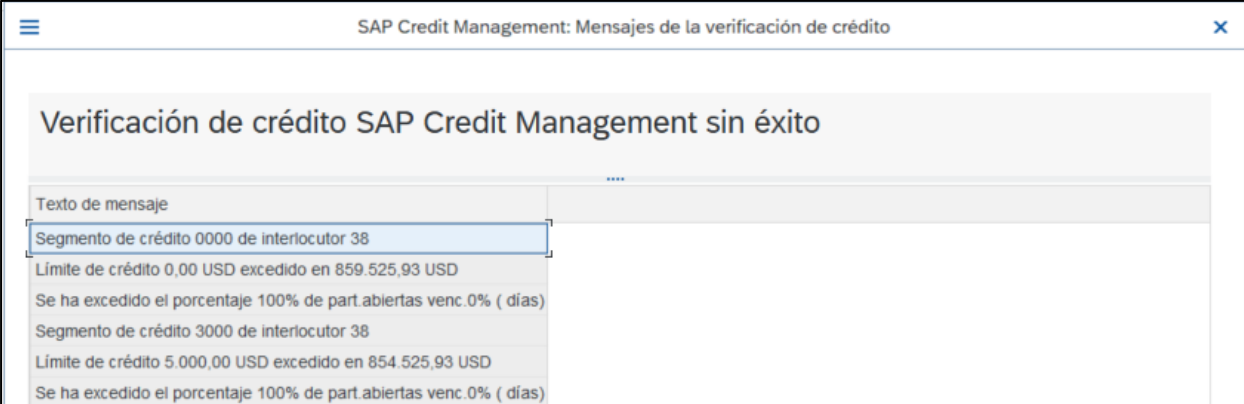 SAP Credit Management: Mensajes de la verificación de crédito
Verificación de crédito SAP Credit Management sin éxito
Texto de mensaje
Segmento de crédito 0000 de interlocutor 38
Límite de crédito 0,00 USD excedido en 859.525,93 USD
Se ha excedido el porcentaje 100% de part.abiertas venc.0% ( días)
Segmento de crédito 3000 de interlocutor 38
Límite de crédito 5.000,00 USD excedido en 854.525,93 USD
Se ha excedido el porcentaje 100% de part.abiertas venc.0% ( días)